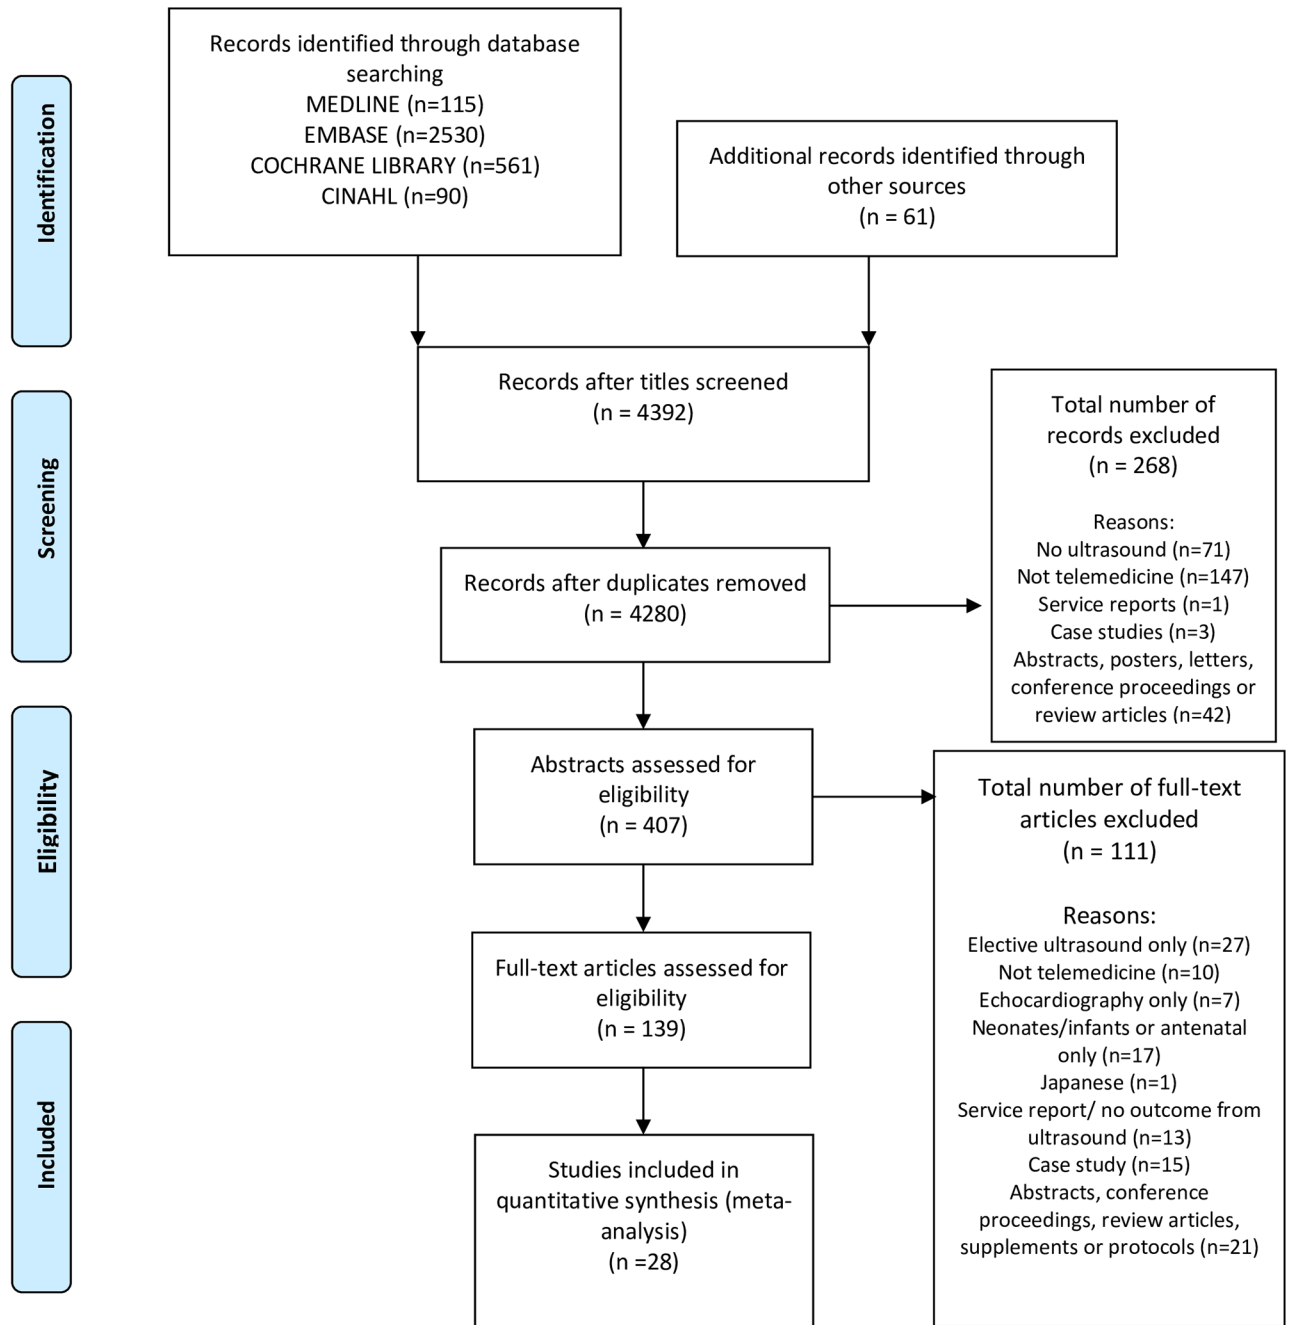 Identification
Records identified through database
searching
MEDLINE (n=115)
EMBASE (n=2530)
COCHRANE LIBRARY (n=561)
CINAHL (n=90)
Additional records identified through
other sources
(n = 61)
Records after titles screened
(n = 4392)
Screening
Records after duplicates removed
(n = 4280)
Total number of
records excluded
(n = 268)
Reasons:
No ultrasound (n=71)
Not telemedicine (n=147)
Service reports (n=1)
Case studies (n=3)
Abstracts, posters, letters,
conference proceedings or
review articles (n=42)
Eligibility
Abstracts assessed for
eligibility
(n = 407)
Total number of full-text
articles excluded
(n = 111)
Reasons:
Elective ultrasound only (n=27)
Not telemedicine (n=10)
Echocardiography only (n=7)
Neonates/infants or antenatal
only (n=17)
Japanese (n=1)
Service report/ no outcome from
ultrasound (n=13)
Case study (n=15)
Abstracts, conference
proceedings, review articles,
supplements or protocols (n=21)
Full-text articles assessed for
eligibility
(n = 139)
Included
Studies included in
quantitative synthesis (meta-
analysis)
(n =28)